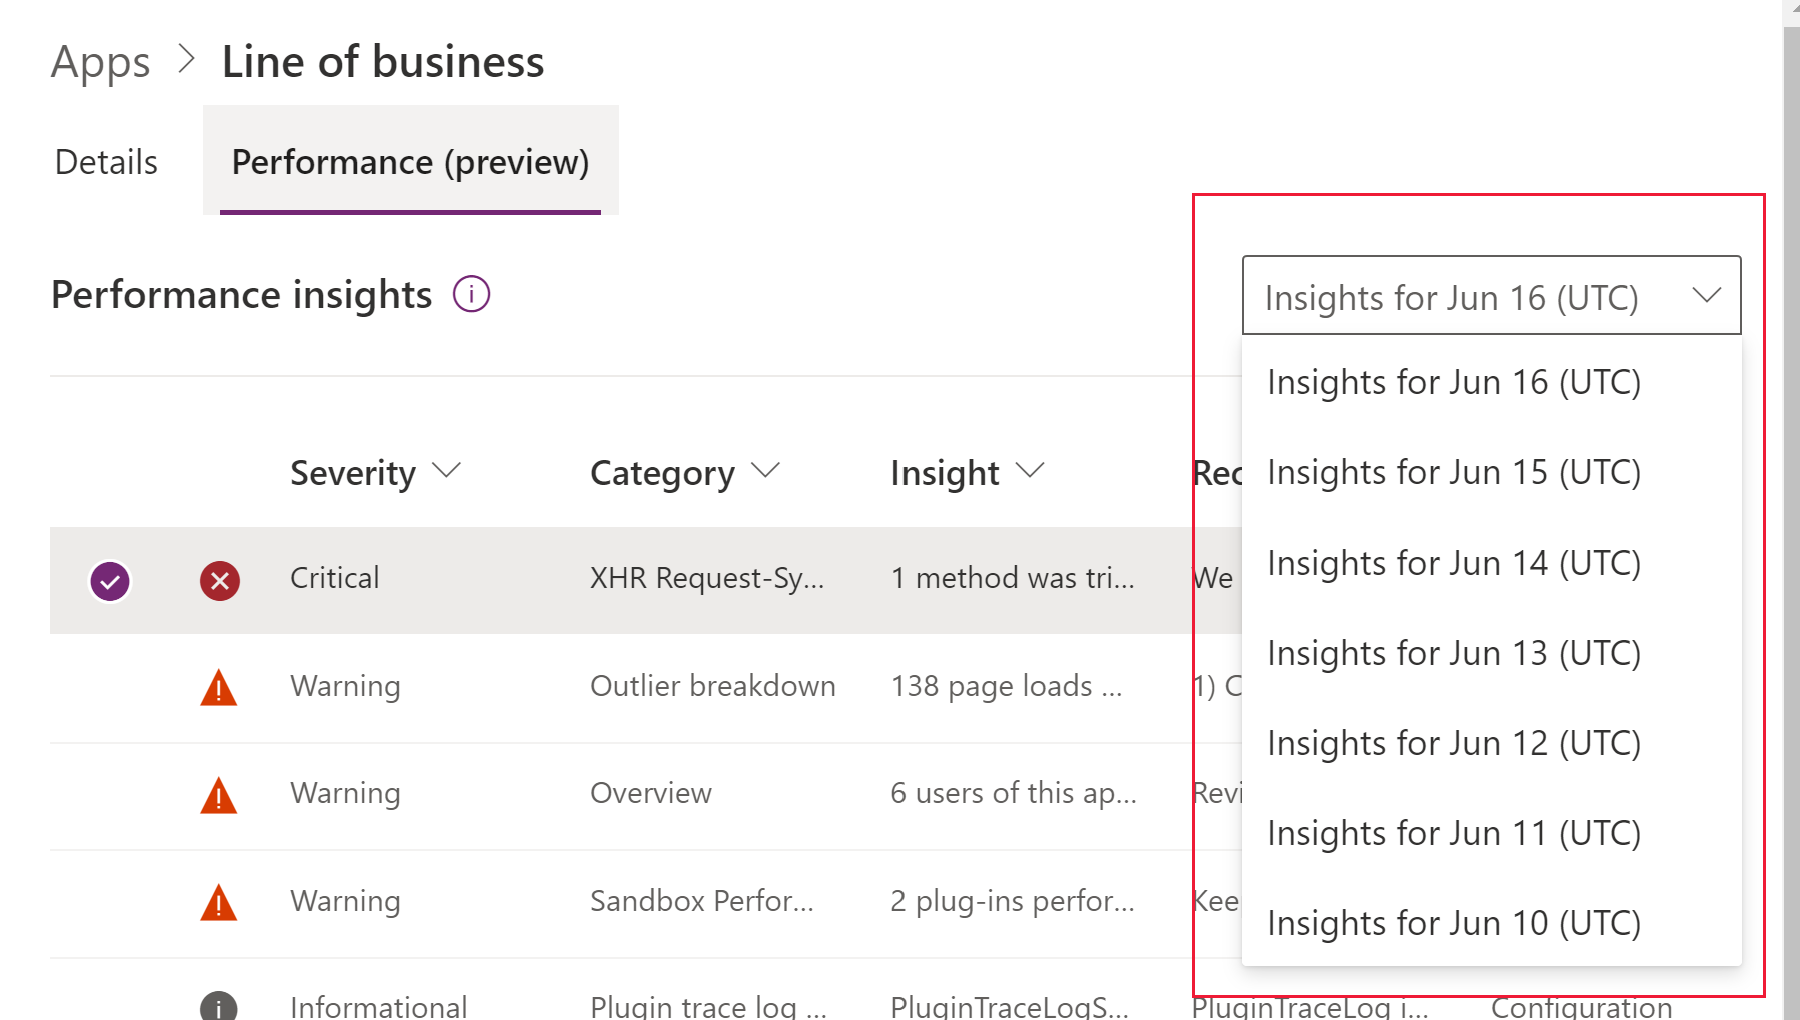 Apps > Line of business
Details Performance (preview)
Performance insights
Insights for Jun 16 (UTC)
Insights for Jun 16 (UTC)
Insights for Jun 15 (UTC)
Insights for Jun 14 (UTC)
Insights for Jun 13 (UTC)
Insights for Jun 12 (UTC)
Insights for Jun 11 (UTC)
Insights for Jun 10 (UTC)
Severity Category Insight Rec
Critical XHR Request-Sy... 1 method was tri... We
Warning Outlier breakdown 138 page loads ... 1) C
Warning Overview 6 users of this ap... Revi
Warning Sandbox Perfor... 2 plug-ins perfor... Kee
Informational Plugin trace log ... PluginTraceLogS... PluginTraceLog i... Configuration